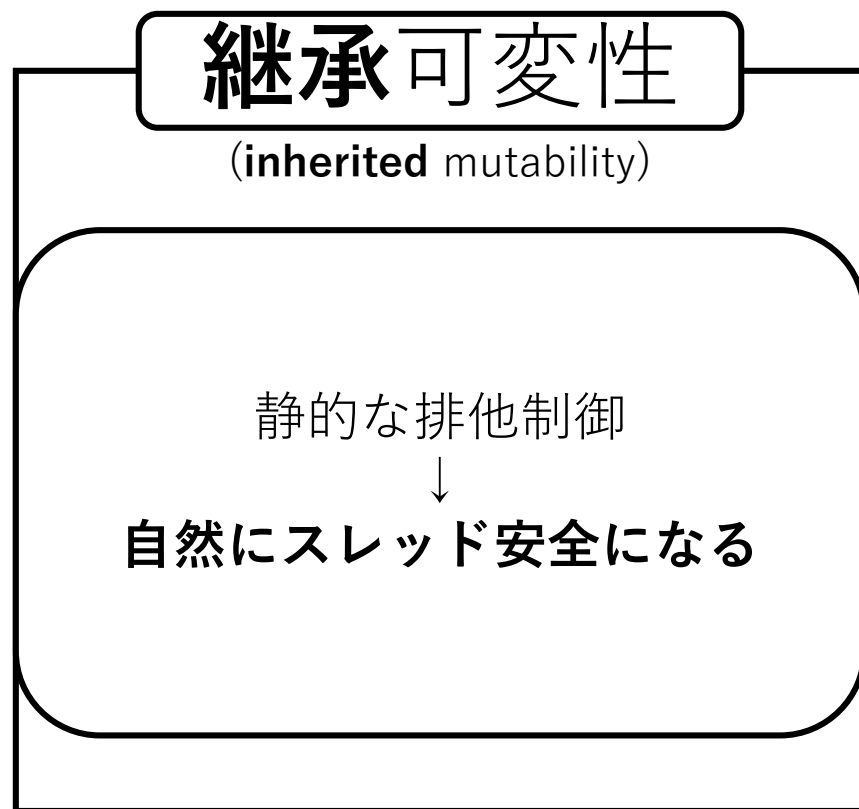 継承可変性
(inherited mutability)
静的な排他制御
↓
自然にスレッド安全になる